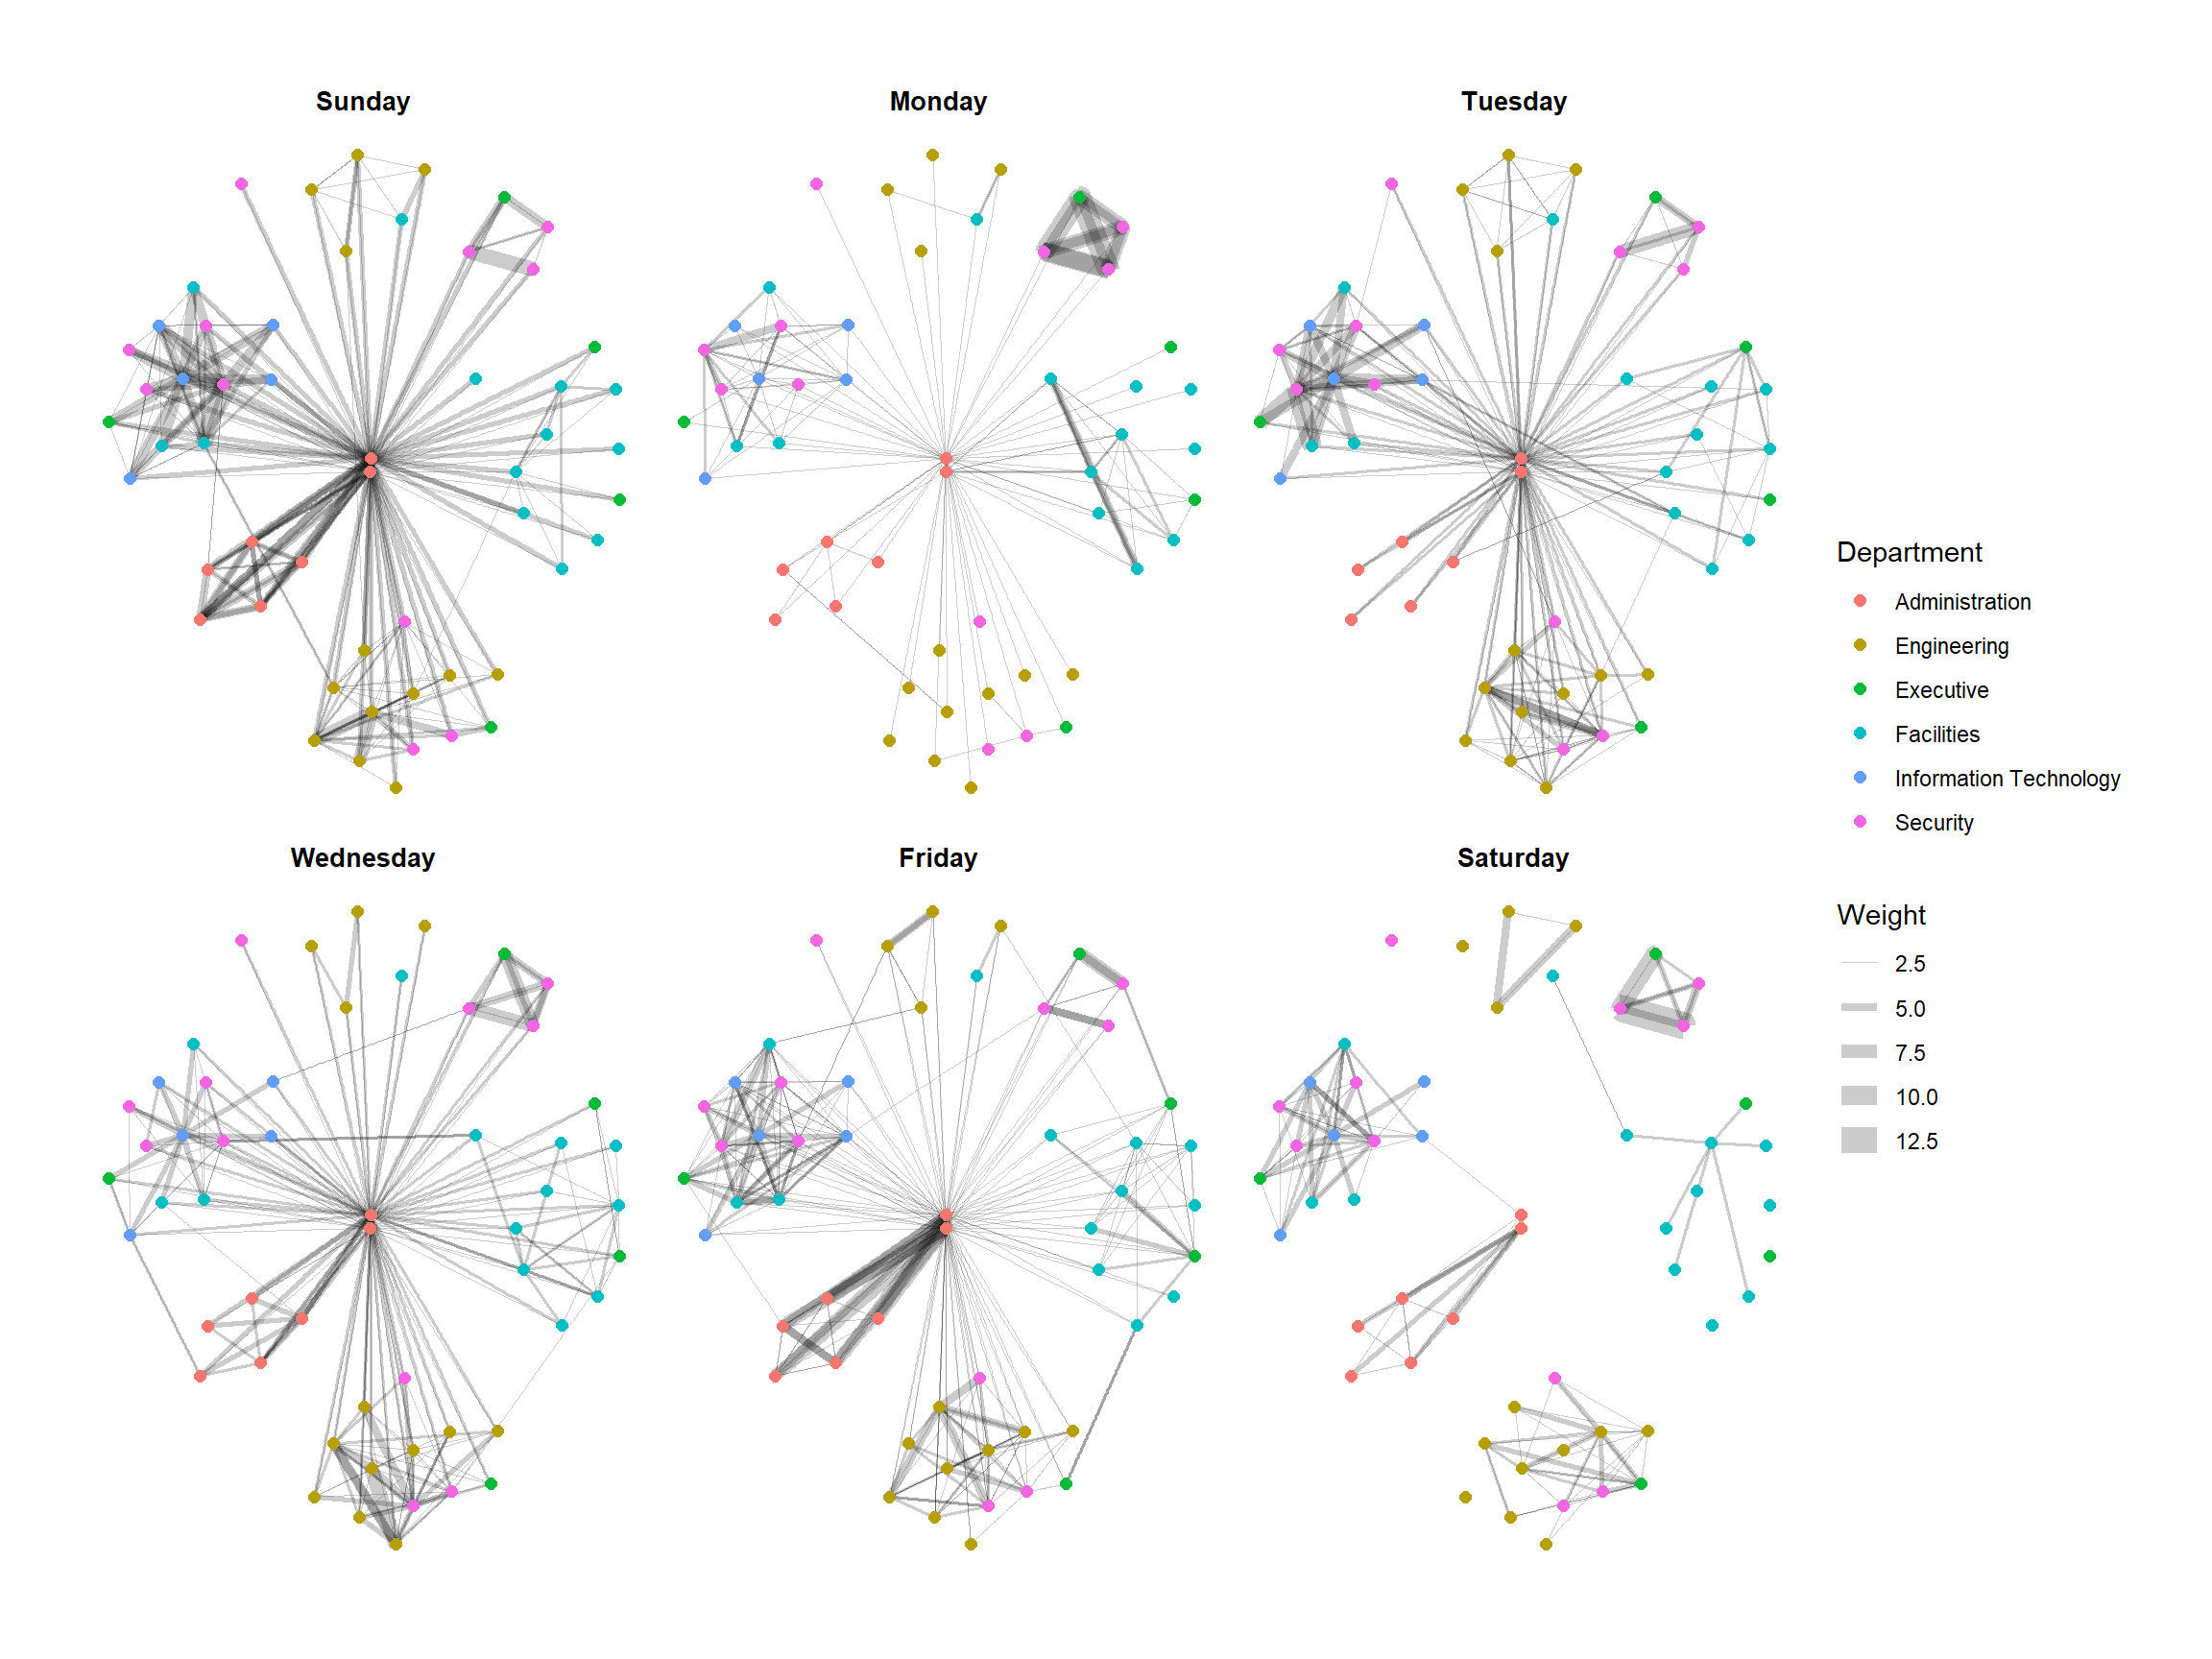 Sunday
Monday
Tuesday
Wednesday
Friday
Saturday
Department
Administration
Engineering
Executive
Facilities
Information Technology
Security
Weight
2.5
5.0
7.5
10.0
12.5